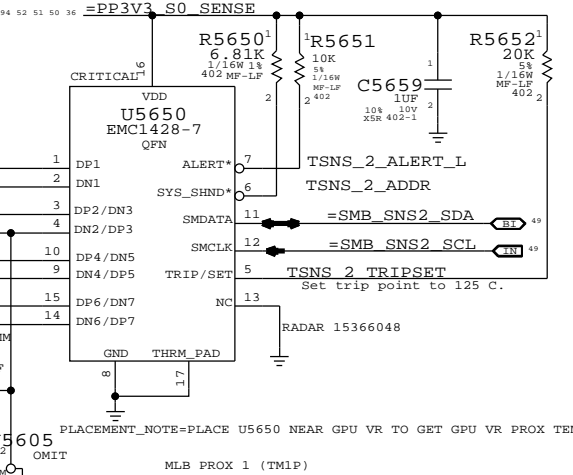 94 52 51 50 36 =PP3V3_S0_SENSE
R5650 1
6.81K
1/16W 1%
402 MF-LF
2
1 R5651
10K
5%
1/16W
MF-LF
2 402
R5652 1
20K
5%
1/16W
MF-LF
402 2
1
C5659
1UF
10% 10V
X5R 402-1
2
CRITICAL
16
VDD
U5650
EMC1428-7
QFN
1 DP1
2 DN1
3 DP2/DN3
4 DN2/DP3
10 DP4/DN5
9 DN4/DP5
15 DP6/DN7
14 DN6/DP7
ALERT* 7 TSNS_2_ALERT_L
SYS_SHND* 6 TSNS_2_ADDR
SMDATA 11 =SMB_SNS2_SDA BI 49
SMCLK 12 =SMB_SNS2_SCL IN 49
TRIP/SET 5 TSNS_2_TRIPSET
Set trip point to 125 C.
NC 13
RADAR 15366048
GND THRM_PAD
8 17
PLACEMENT_NOTE=PLACE U5650 NEAR GPU VR TO GET GPU VR PROX
5605
2
OMIT
MLB PROX 1 (TM1P)